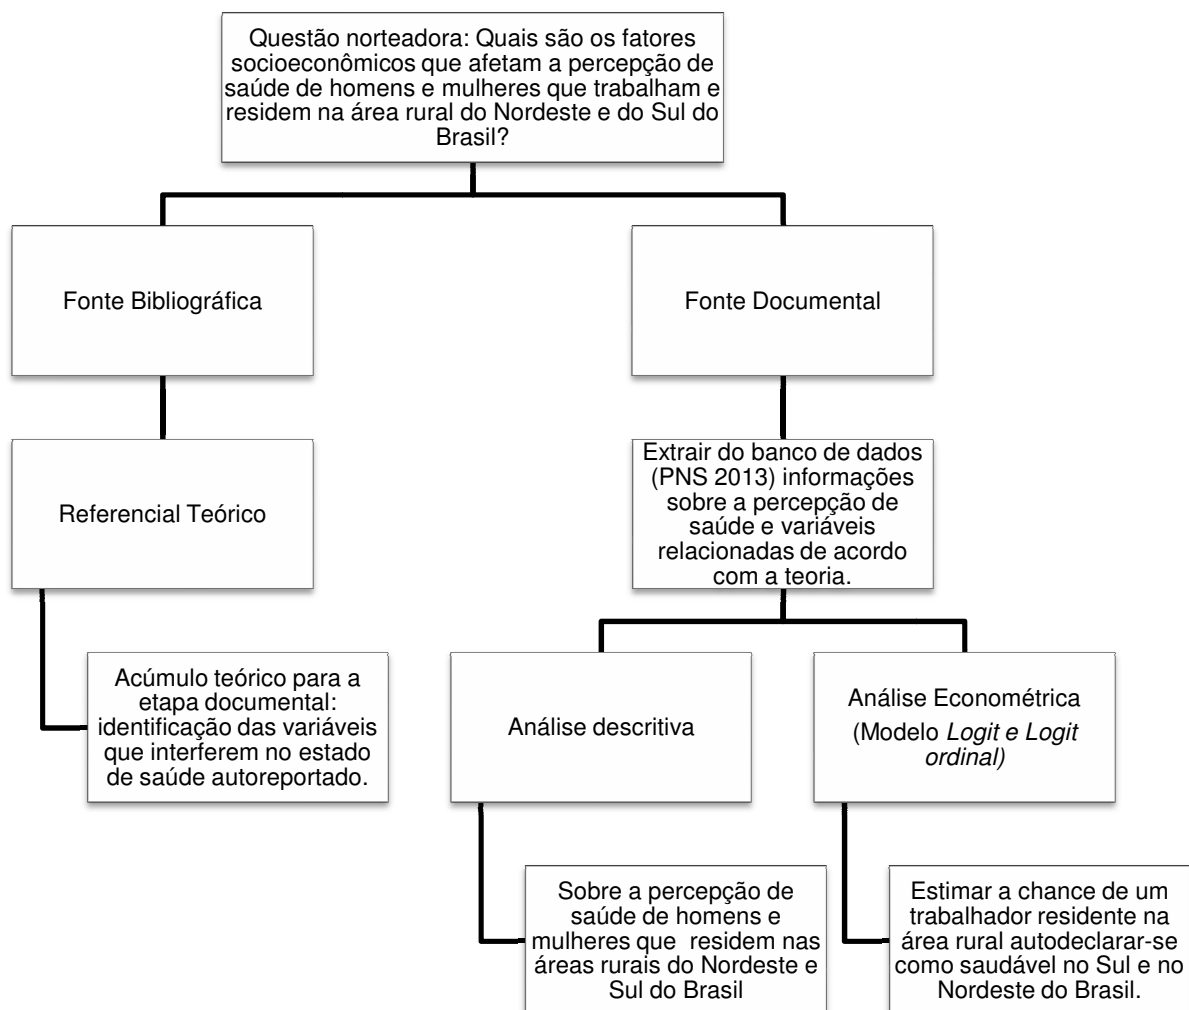 Questão norteadora: Quais são os fatores
socioeconômicos que afetam a percepção de
saúde de homens e mulheres que trabalham e
residem na área rural do Nordeste e do Sul do
Brasil?
Fonte Bibliográfica
Fonte Documental
Referencial Teórico
Extrair do banco de dados
(PNS 2013) informações
sobre a percepção de
saúde e variáveis
relacionadas de acordo
com a teoria.
Acúmulo teórico para a
etapa documental:
identificação das variáveis
que interferem no estado
de saúde autoreportado.
Análise descritiva
Análise Econométrica
(Modelo Logit e Logit
ordinal)
Sobre a percepção de
saúde de homens e
mulheres que residem nas
áreas rurais do Nordeste e
Sul do Brasil
Estimar a chance de um
trabalhador residente na
área rural autodeclarar-se
como saudável no Sul e no
Nordeste do Brasil.